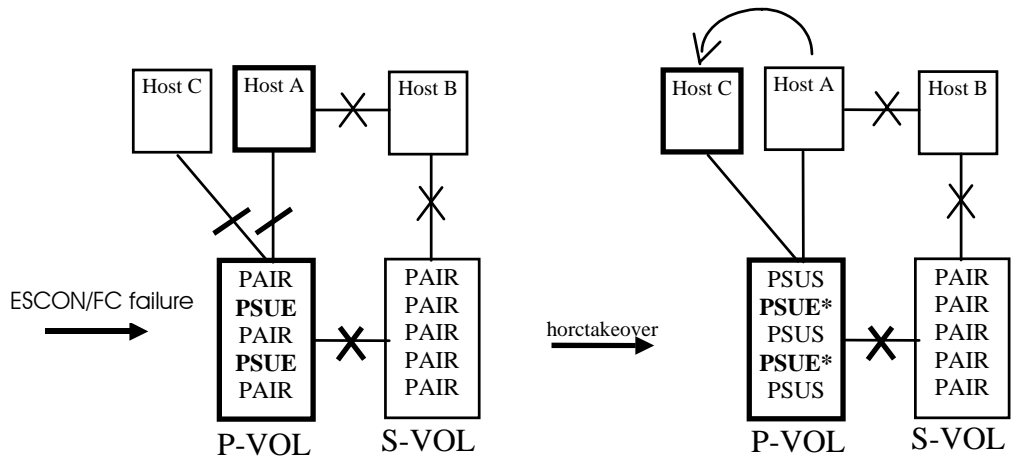 Host C
Host A
Host B
ESCON/FC failure
PAIR
PSUE
PAIR
PSUE
PAIR
PAIR
PAIR
PAIR
PAIR
PAIR
P-VOL
S-VOL
Host C
Host A
Host B
horctakeover
PSUS
PSUE*
PSUS
PSUE*
PSUS
PAIR
PAIR
PAIR
PAIR
PAIR
P-VOL
S-VOL